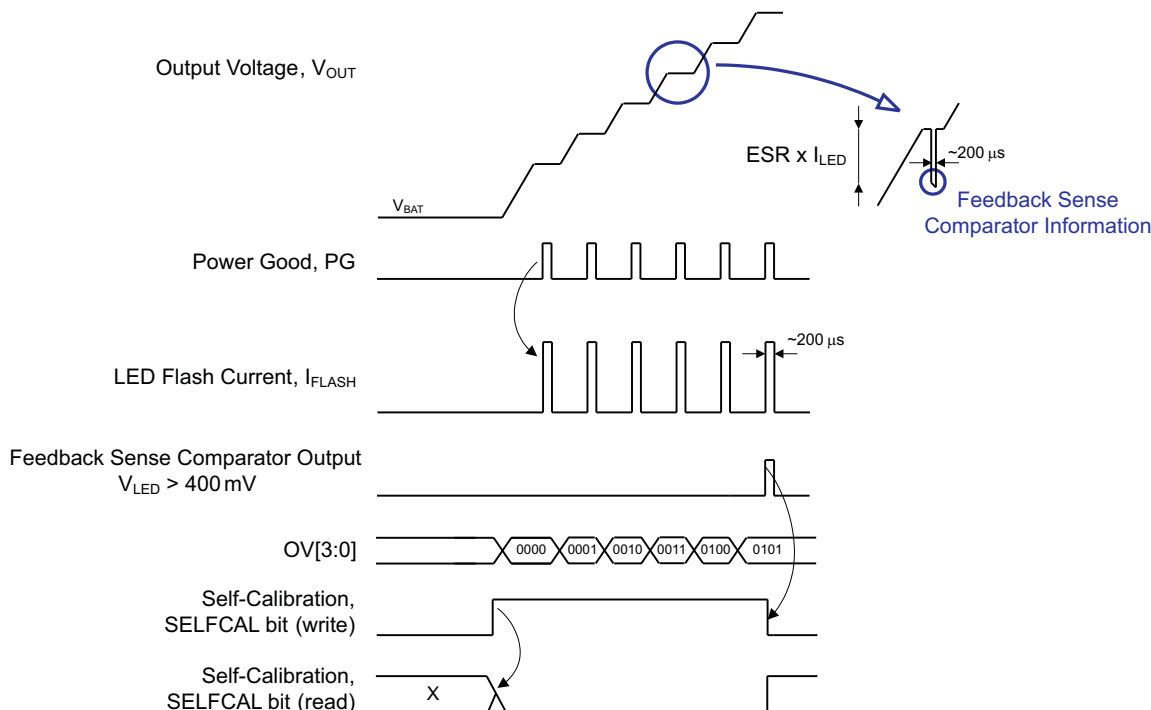 Output Voltage, VOUT
ESR x ILED
~200 µs
Feedback Sense
Comparator Information
VBAT
Power Good, PG
~200 µs
LED Flash Current, IFLASH
Feedback Sense Comparator Output
VLED > 400 mV
OV[3:0]
0000 0001 0010 0011 0100 0101
Self-Calibration,
SELFCAL bit (write)
Self-Calibration,
SELFCAL bit (read)
X